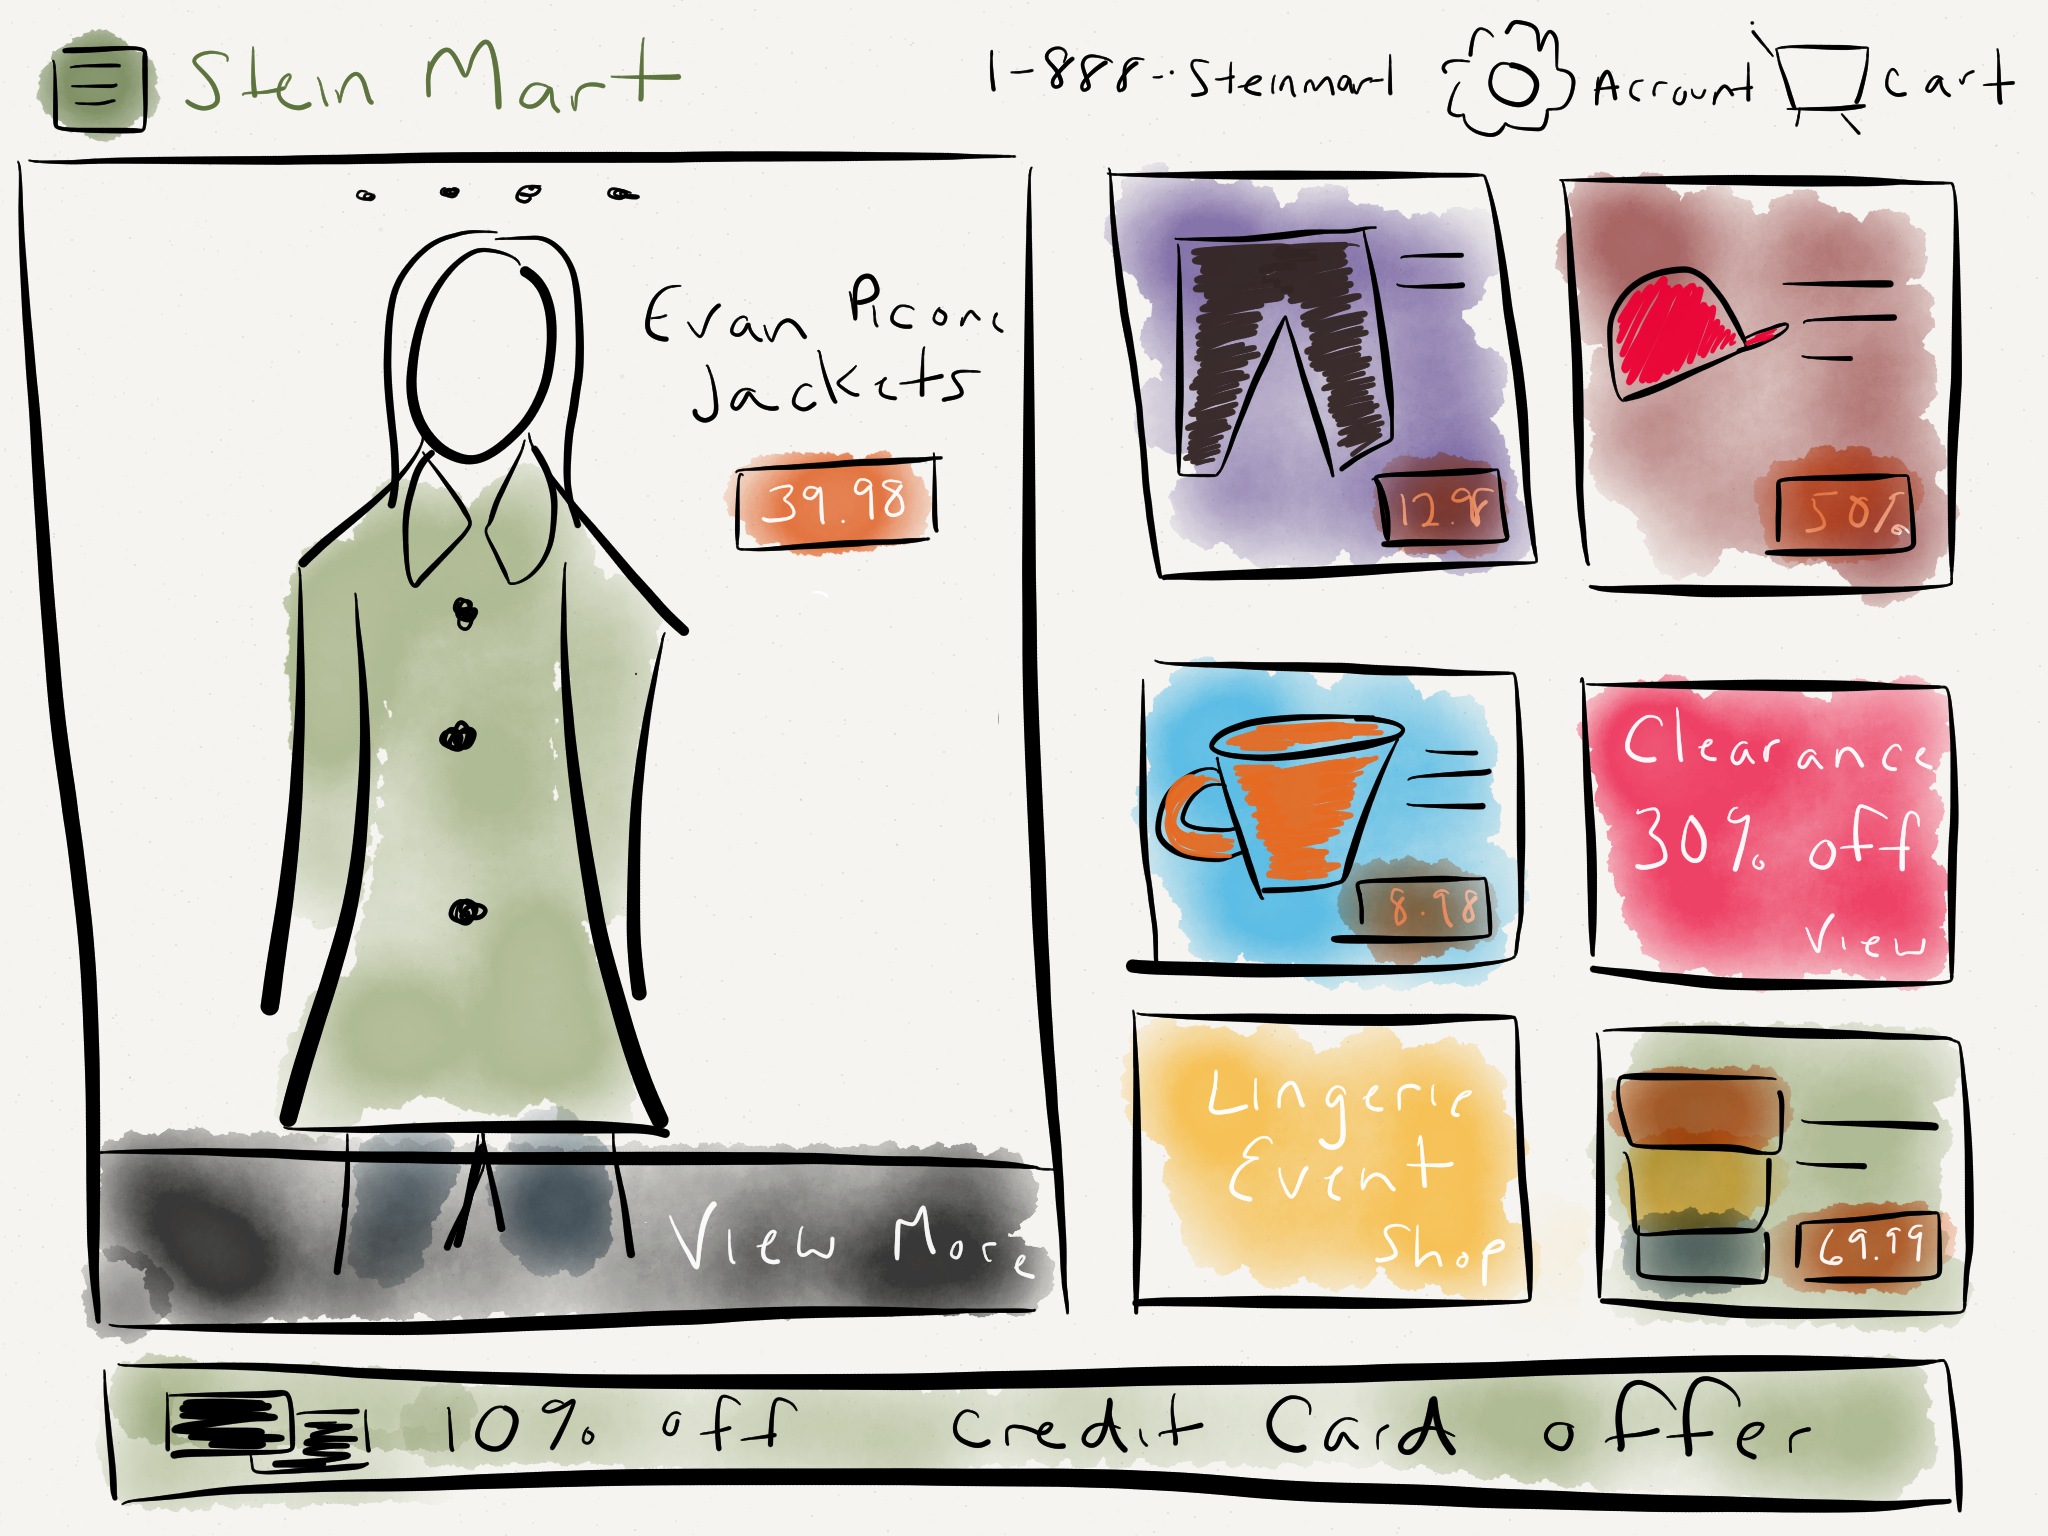 Stein Mart
1-888-Steinmart Account Cart
Evan Picone
Jackets
39.98
View More
12.98
50%
8.98
Clearance
30% off
View
Lingerie
Event
Shop
69.99
10% off Credit Card offer